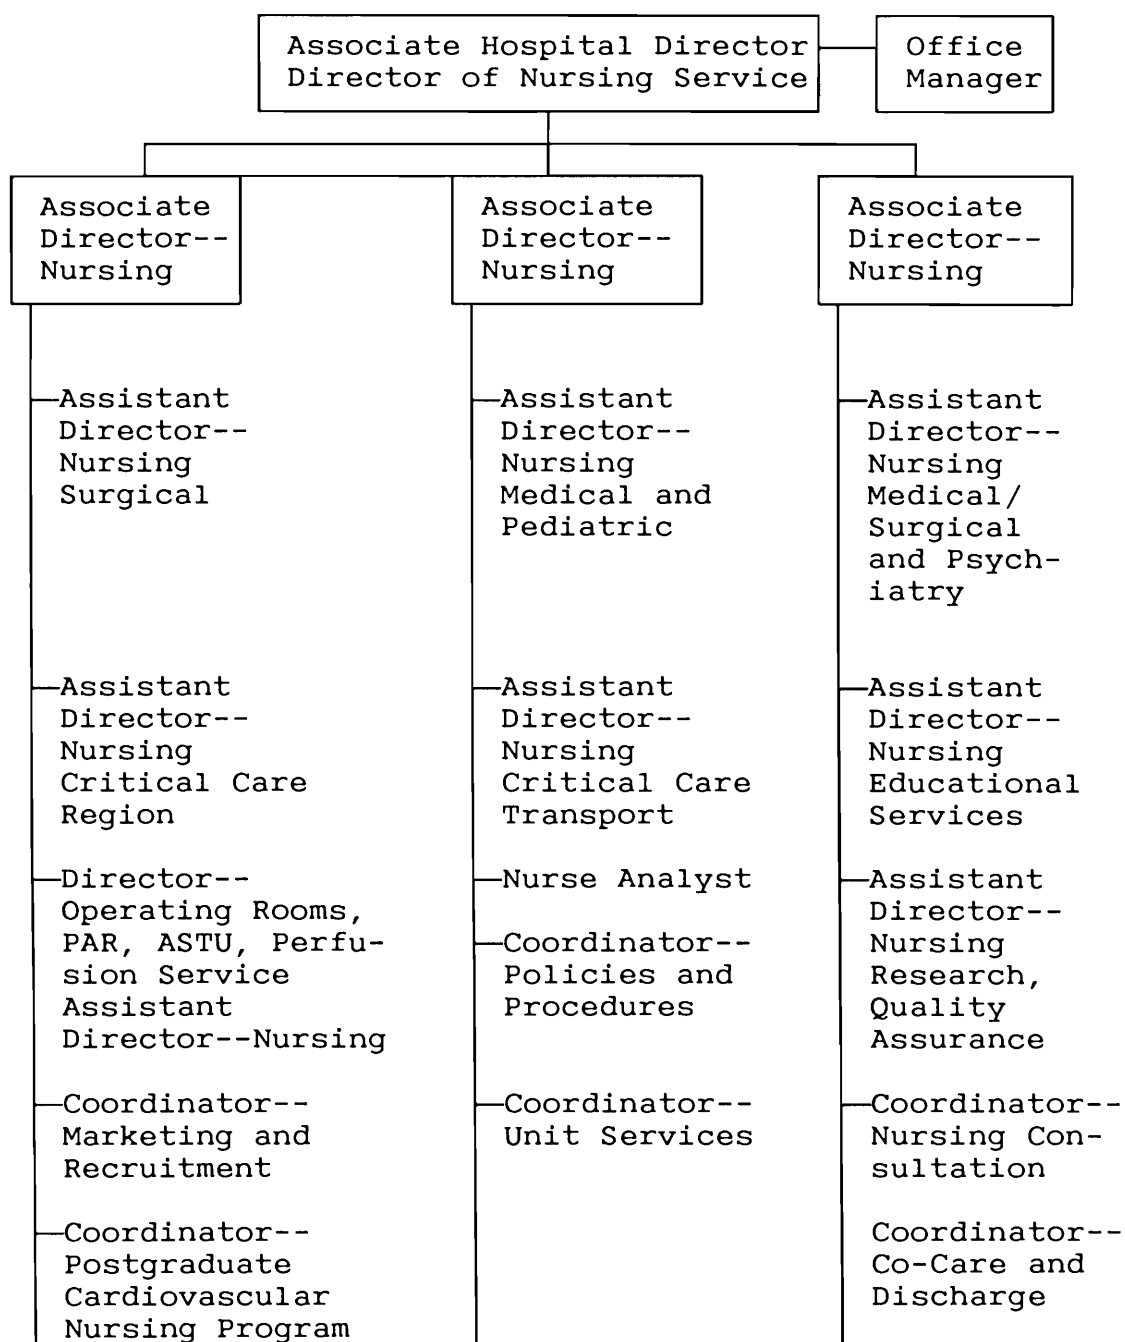 Associate Hospital Director
Director of Nursing Service
Office
Manager
Associate
Director--
Nursing
Associate
Director--
Nursing
Associate
Director--
Nursing
Assistant
Director--
Nursing
Surgical
Assistant
Director--
Nursing
Critical Care
Region
Director--
Operating Rooms,
PAR, ASTU, Perfu-
sion Service
Assistant
Director--Nursing
Coordinator--
Marketing and
Recruitment
Coordinator--
Postgraduate
Cardiovascular
Nursing Program
Assistant
Director--
Nursing
Medical and
Pediatric
Assistant
Director--
Nursing
Critical Care
Transport
Nurse Analyst
Coordinator--
Policies and
Procedures
Coordinator--
Unit Services
Assistant
Director--
Nursing
Medical/
Surgical
and Psych-
iatry
Assistant
Director--
Nursing
Educational
Services
Assistant
Director--
Nursing
Research,
Quality
Assurance
Coordinator--
Nursing Con-
sultation
Coordinator--
Co-Care and
Discharge